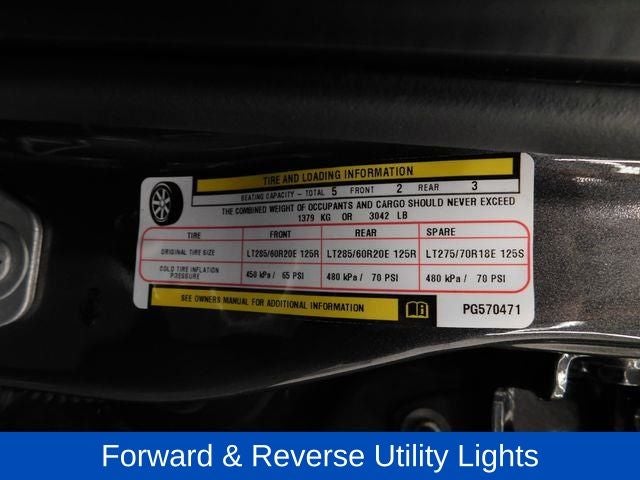 TIRE AND LOADING INFORMATION
SEATING CAPACITY - TOTAL 5 FRONT 2 REAR 3
THE COMBINED WEIGHT OF OCCUPANTS AND CARGO SHOULD NEVER EXCEED
1379 KG OR 3042 LB
TIRE FRONT REAR SPARE
ORIGINAL TIRE SIZE LT285/60R20E 125R LT285/60R20E 125R LT275/70R18E 125S
COLD TIRE INFLATION
PRESSURE 450 kPa / 65 PSI 480 kPa / 70 PSI 480 kPa / 70 PSI
SEE OWNERS MANUAL FOR ADDITIONAL INFORMATION
PG570471
Forward & Reverse Utility Lights